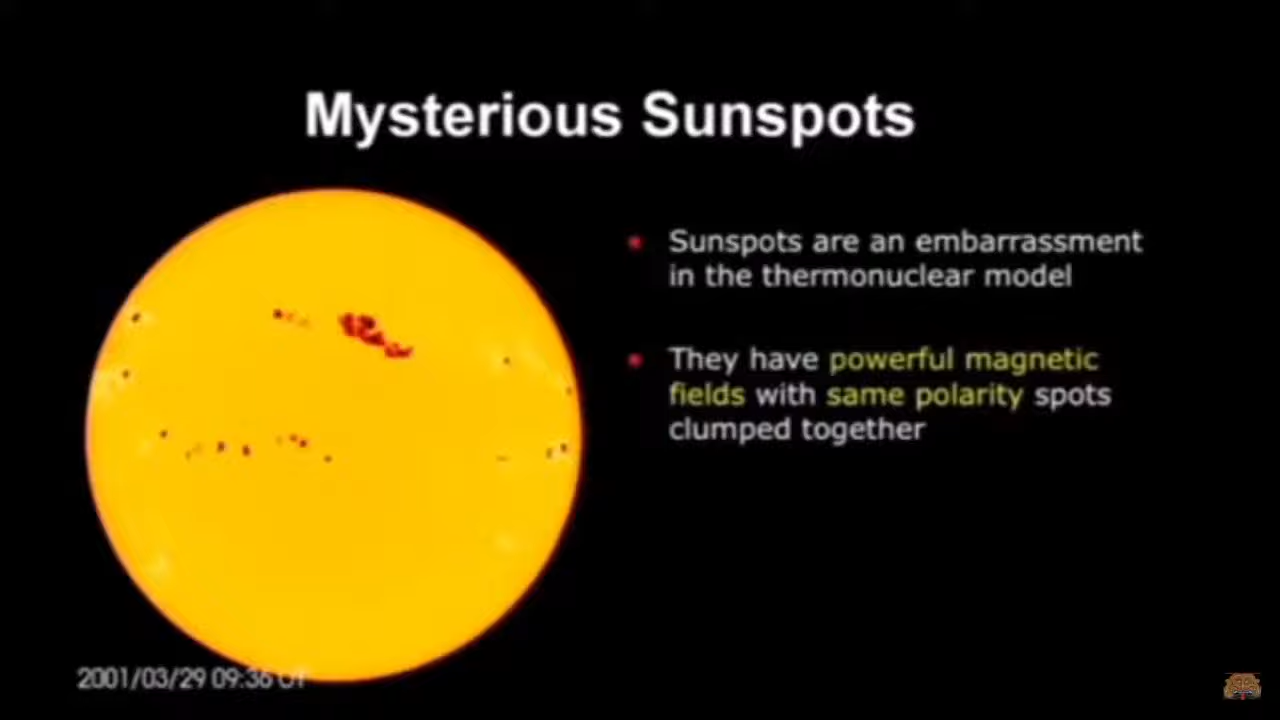 Mysterious Sunspots
Sunspots are an embarrassment
in the thermonuclear model
They have powerful magnetic
fields with same polarity spots
clumped together
2001/03/29 09:36 UT